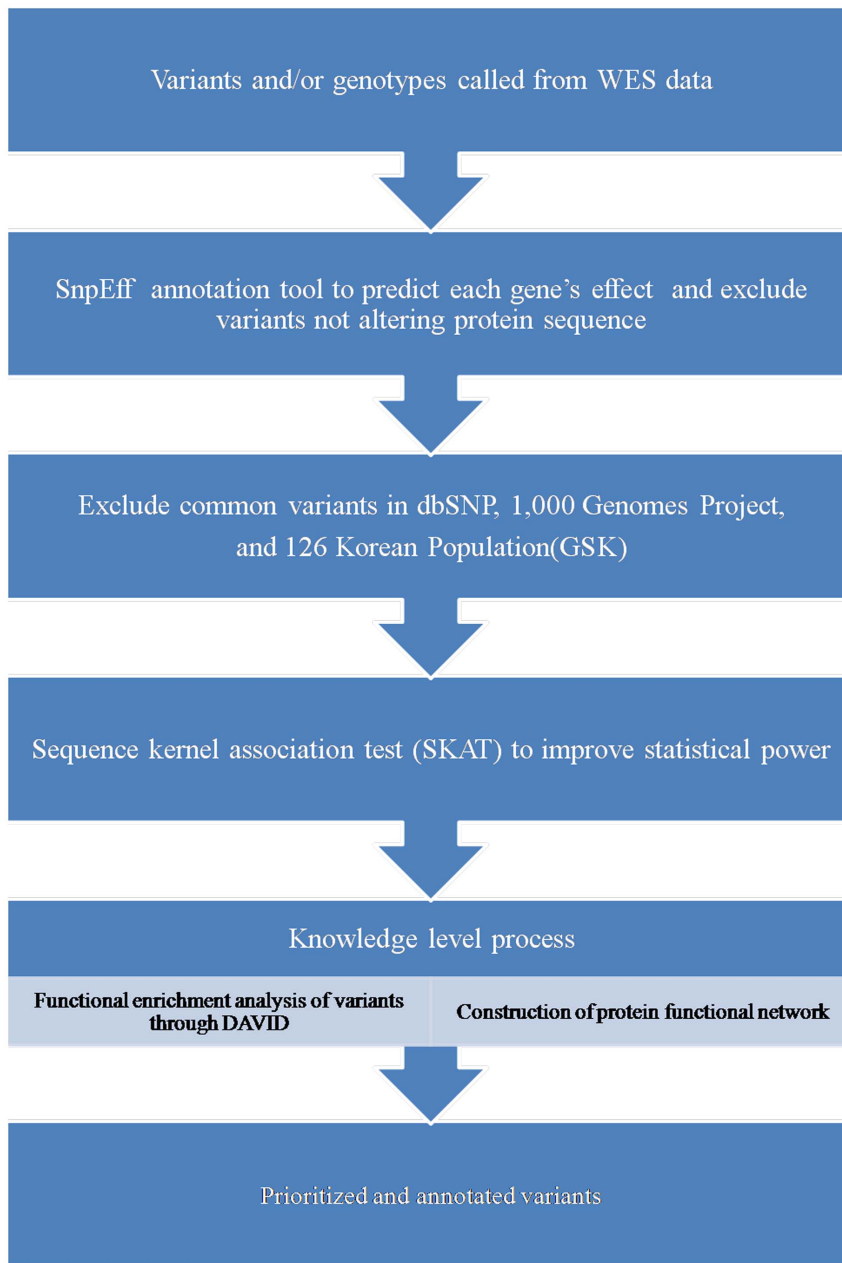 Variants and/or genotypes called from WES data
SnpEff annotation tool to predict each gene's effect and exclude
variants not altering protein sequence
Exclude common variants in dbSNP, 1,000 Genomes Project,
and 126 Korean Population(GSK)
Sequence kernel association test (SKAT) to improve statistical power
Knowledge level process
Functional enrichment analysis of variants
through DAVID
Construction of protein functional network
Prioritized and annotated variants